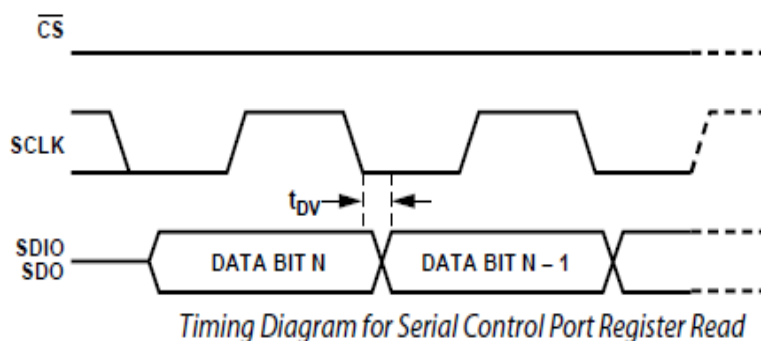 CS
SCLK
tDV
SDIO
SDO
DATA BIT N
DATA BIT N – 1
Timing Diagram for Serial Control Port Register Read